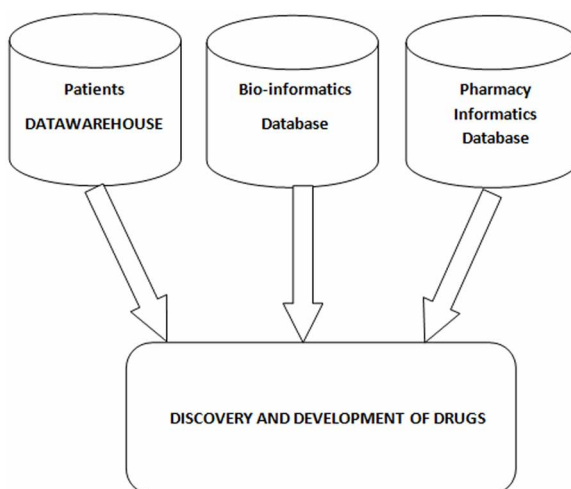 Patients
DATAWAREHOUSE
Bio-informatics
Database
Pharmacy
Informatics
Database
DISCOVERY AND DEVELOPMENT OF DRUGS